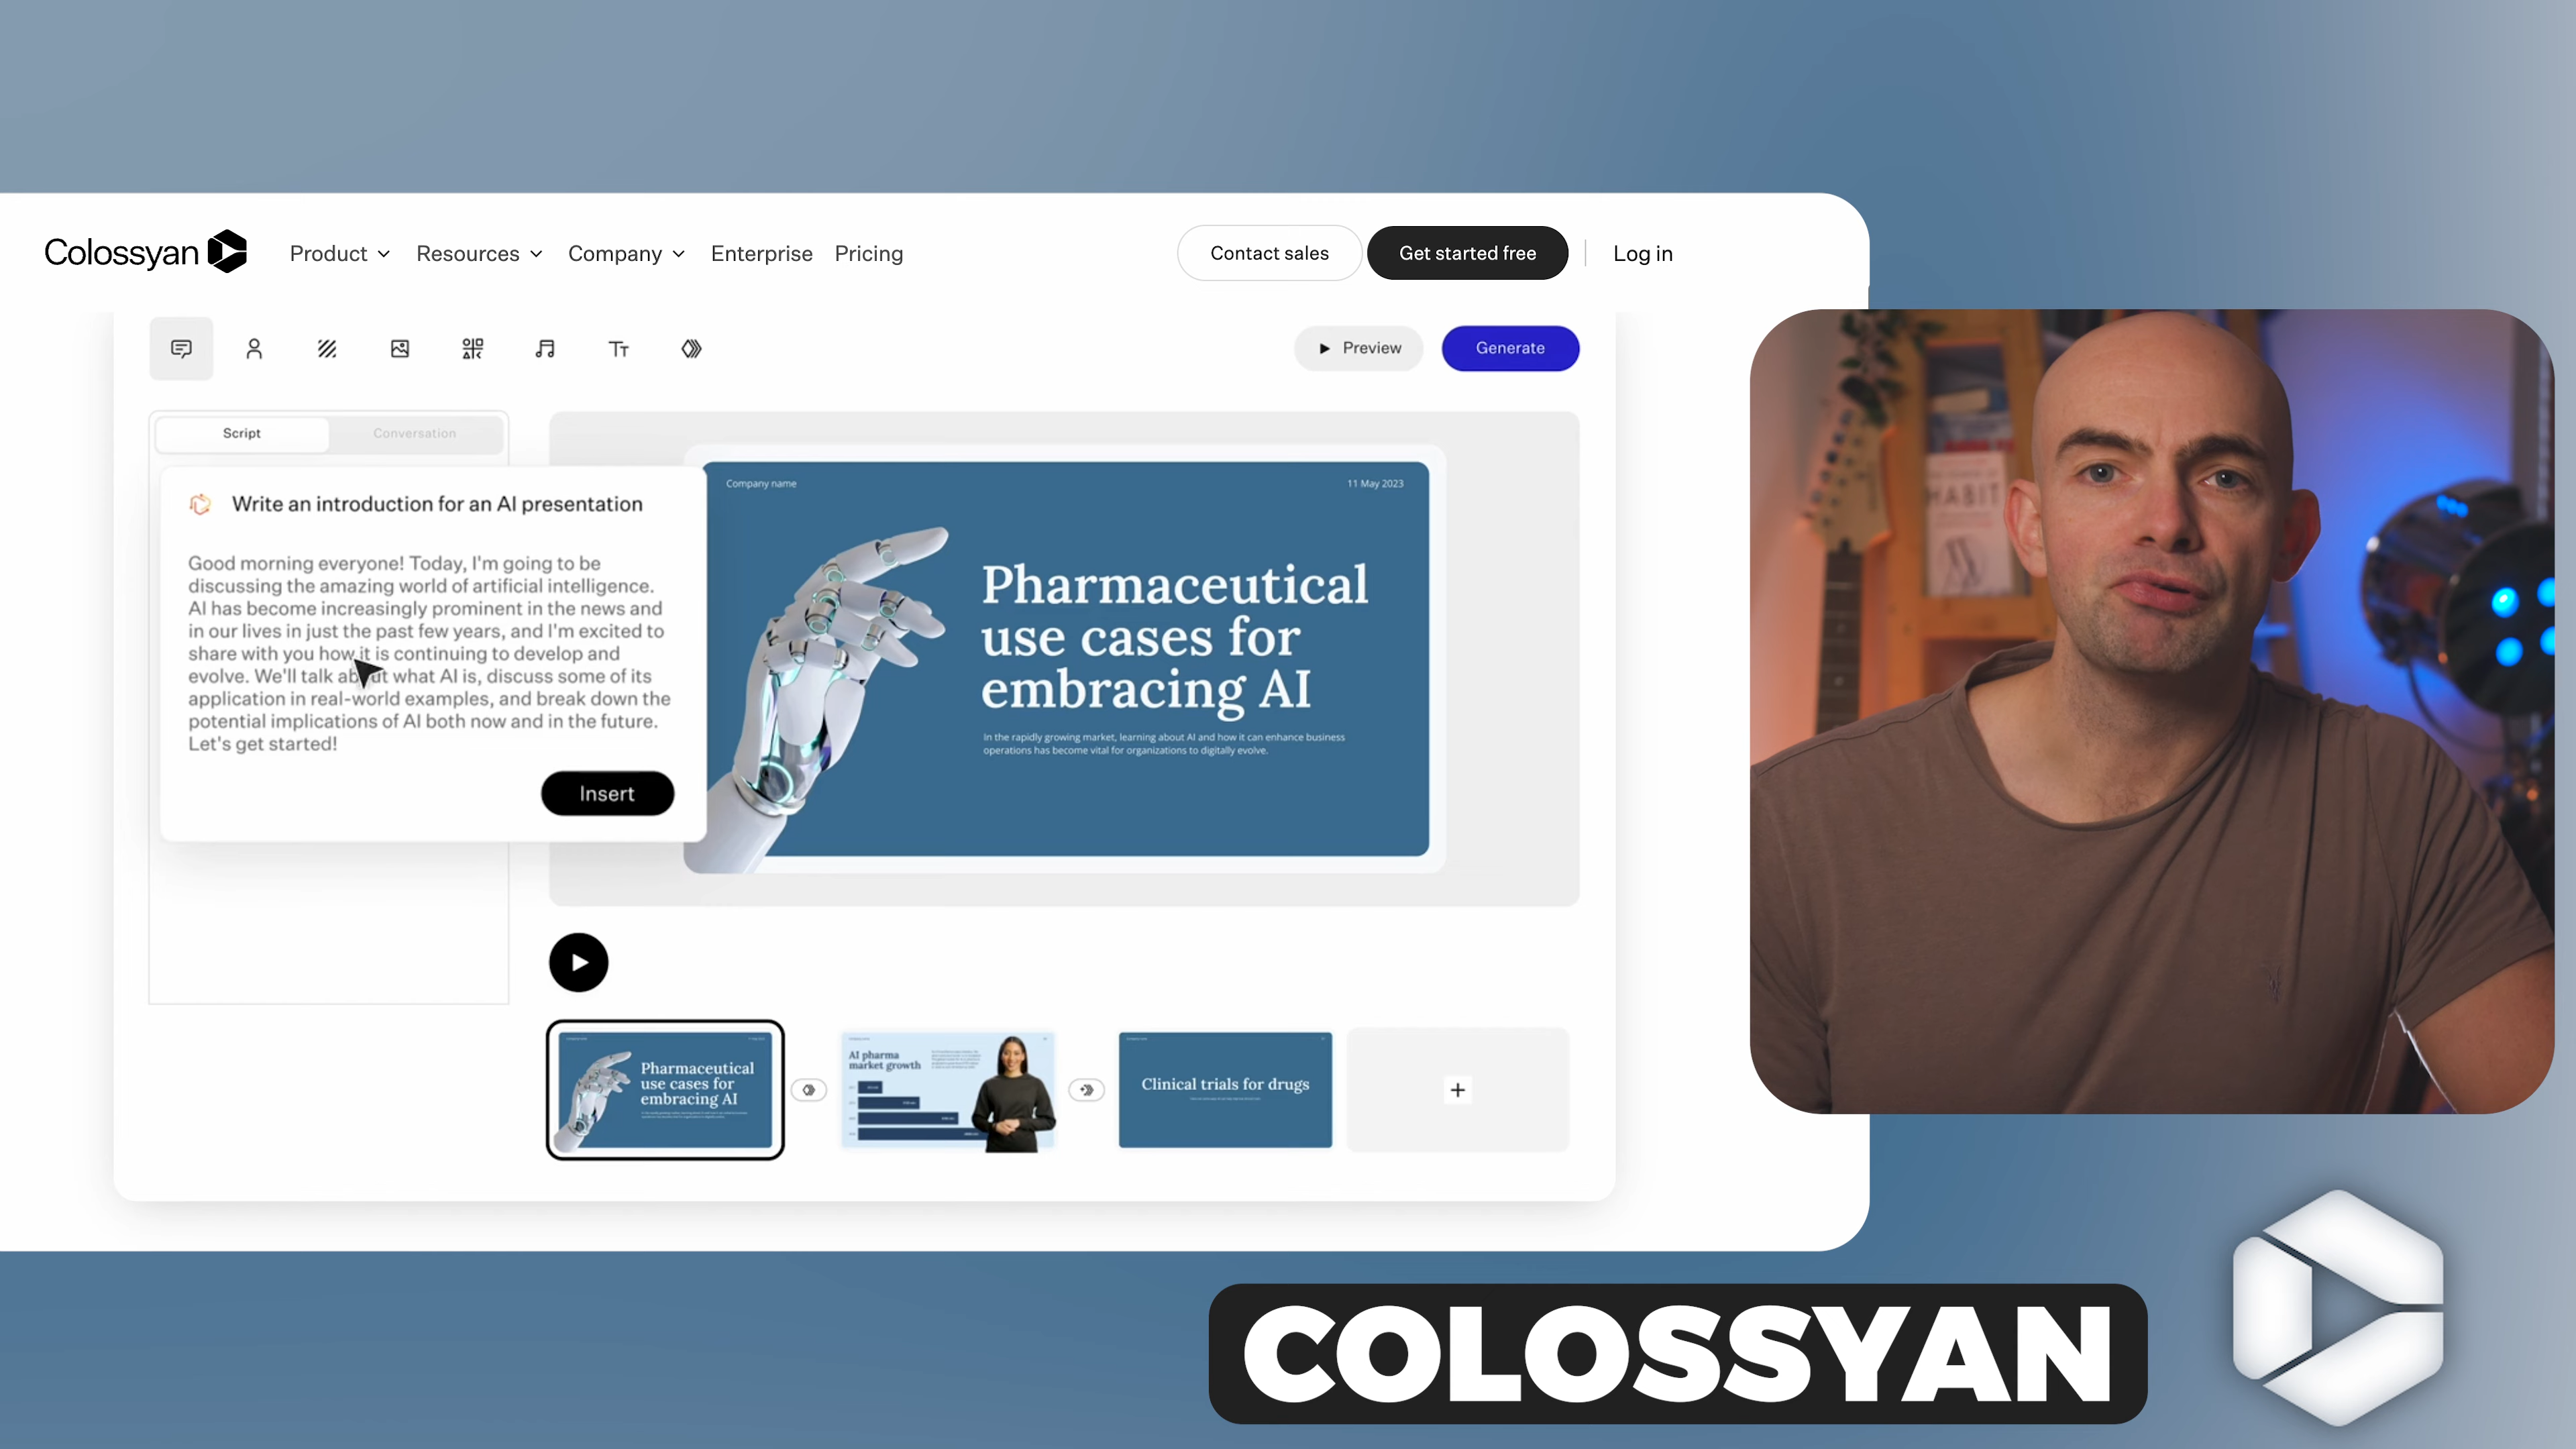 Colossyan
Product
Resources
Company
Enterprise
Pricing
Contact sales
Get started free
Log in
Preview
Generate
Script
Conversation
Write an introduction for an AI presentation
Good morning everyone! Today, I'm going to be
discussing the amazing world of artificial intelligence.
AI has become increasingly prominent in the news and
in our lives in just the past few years, and I'm excited to
share with you how it is continuing to develop and
evolve. We'll talk about what AI is, discuss some of its
application in real-world examples, and break down the
potential implications of AI both now and in the future.
Let's get started!
Insert
Company name
11 May 2023
Pharmaceutical
use cases for
embracing AI
In the rapidly growing market, learning about AI and how it can enhance business
operations has become vital for organizations to digitally evolve.
Pharmaceutical
use cases for
embracing AI
AI pharma
market growth
Clinical trials for drugs
HABIT
COLOSSYAN